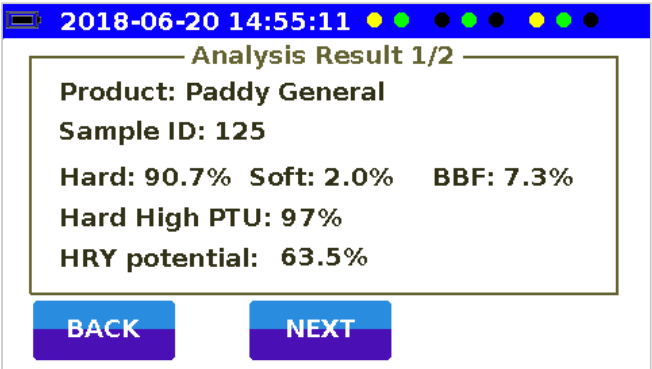 2018-06-20 14:55:11
Analysis Result 1/2
Product: Paddy General
Sample ID: 125
Hard: 90.7% Soft: 2.0% BBF: 7.3%
Hard High PTU: 97%
HRY potential: 63.5%
BACK NEXT